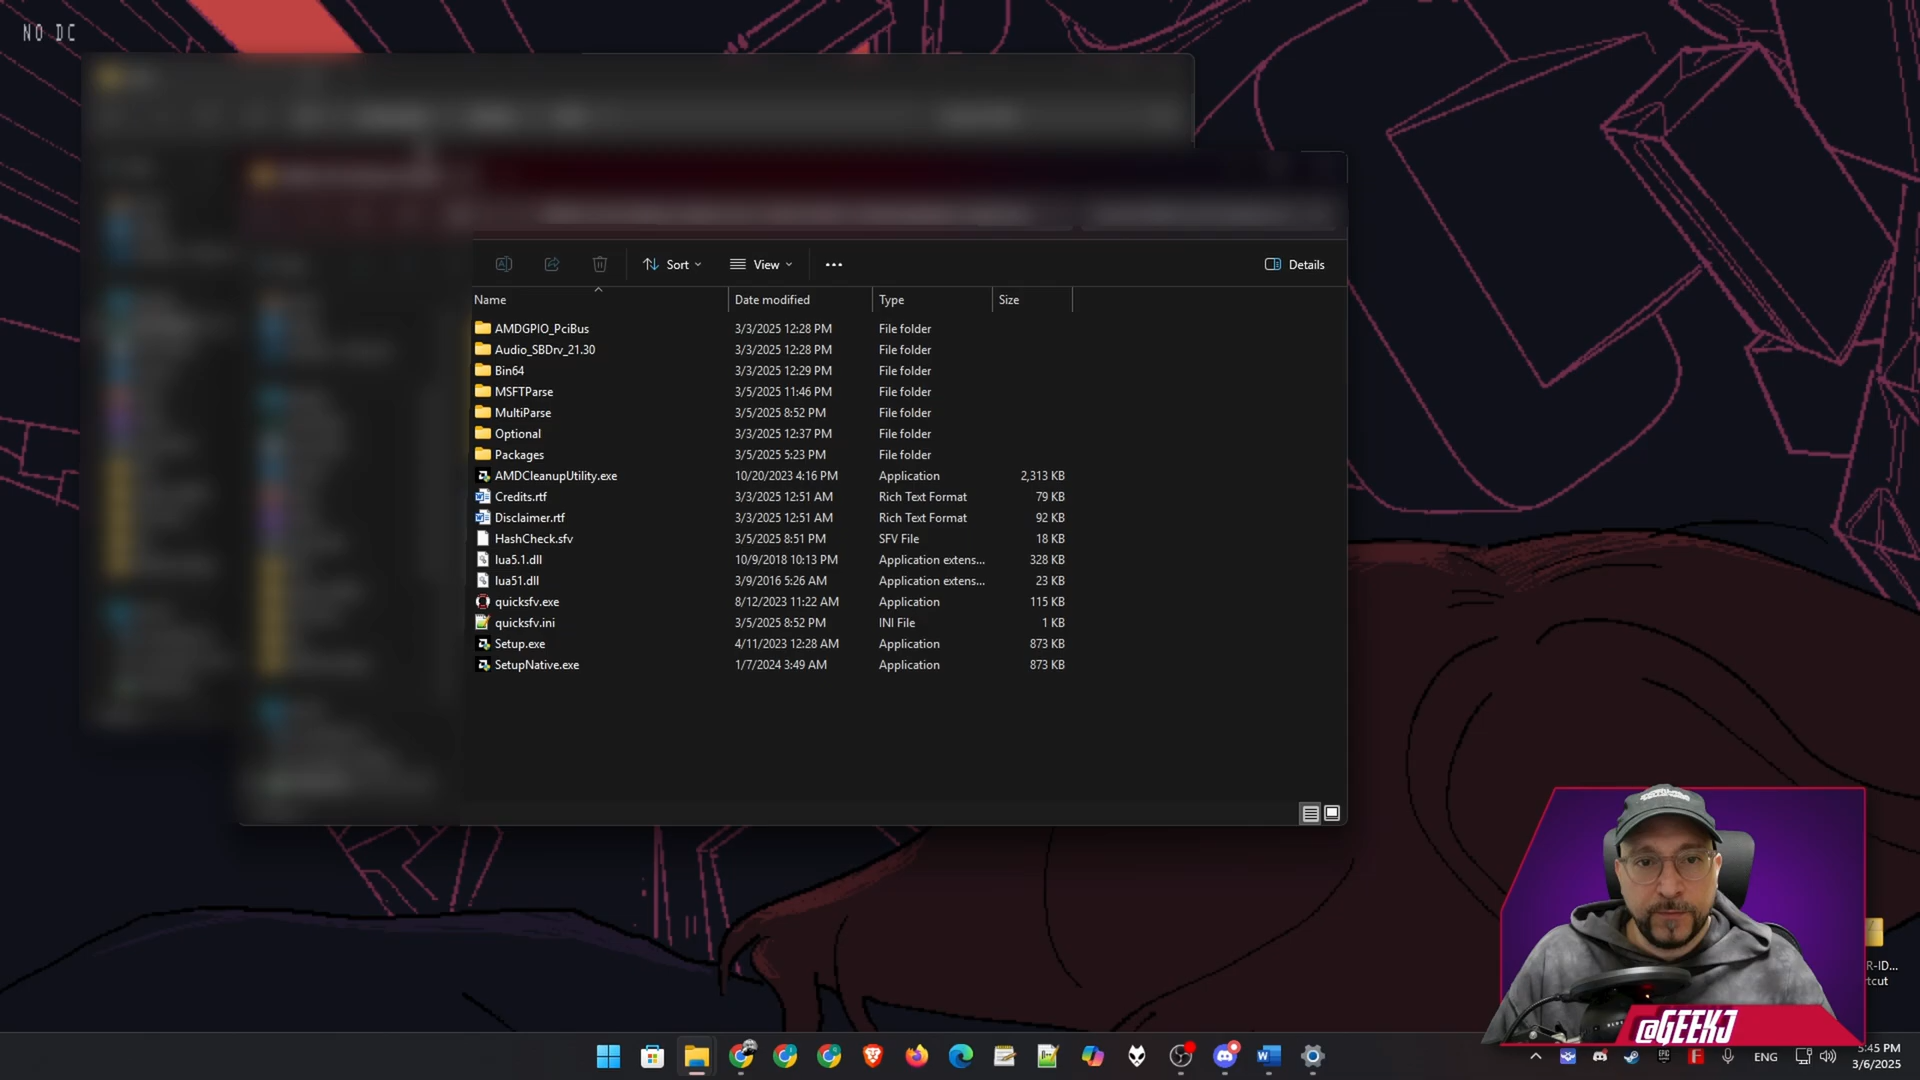 NO DC
Sort
View
Details
Name
Date modified
Type
Size
AMDGPIO_PciBus 3/3/2025 12:28 PM File folder
Audio_SBDrv_21.30 3/3/2025 12:28 PM File folder
Bin64 3/3/2025 12:29 PM File folder
MSFTParse 3/5/2025 11:46 PM File folder
MultiParse 3/5/2025 8:52 PM File folder
Optional 3/3/2025 12:37 PM File folder
Packages 3/5/2025 5:23 PM File folder
AMDCleanupUtility.exe 10/20/2023 4:16 PM Application 2,313 KB
Credits.rtf 3/3/2025 12:51 AM Rich Text Format 79 KB
Disclaimer.rtf 3/3/2025 12:51 AM Rich Text Format 92 KB
HashCheck.sfv 3/5/2025 8:51 PM SFV File 18 KB
lua5.1.dll 10/9/2018 10:13 PM Application extens... 328 KB
lua51.dll 3/9/2016 5:26 AM Application extens... 23 KB
quicksfv.exe 8/12/2023 11:22 AM Application 115 KB
quicksfv.ini 3/5/2025 8:52 PM INI File 1 KB
Setup.exe 4/11/2023 12:28 AM Application 873 KB
SetupNative.exe 1/7/2024 3:49 AM Application 873 KB
R-ID...
tcut
@GEEKJ
ENG
5:45 PM
3/6/2025